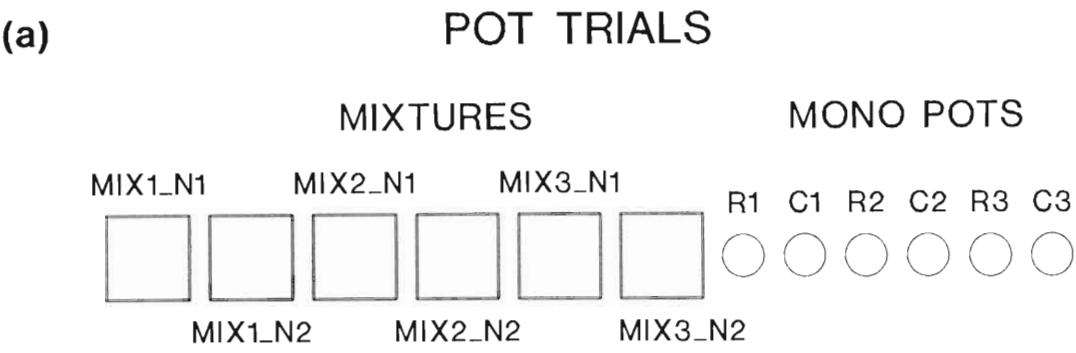 (a) POT TRIALS
MIXTURES MONO POTS
MIX1_N1 MIX2_N1 MIX3_N1
R1 C1 R2 C2 R3 C3
MIX1_N2 MIX2_N2 MIX3_N2